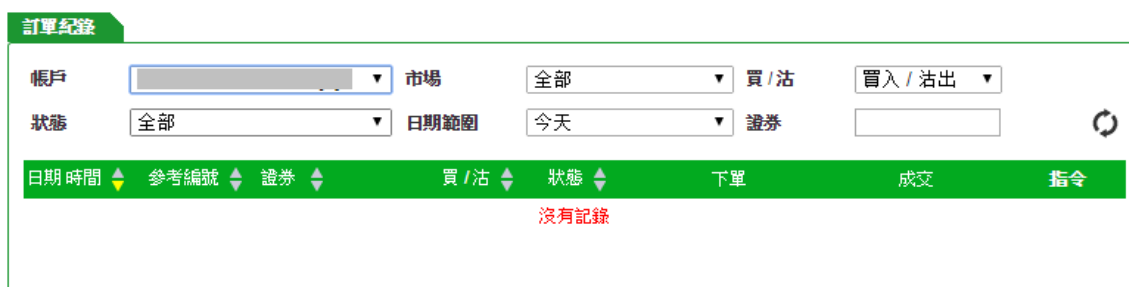 訂單紀錄
帳戶 市場 全部 買 / 沽 買入 / 沽出
狀態 全部 日期範圍 今天 證券
日期 時間 參考編號 證券 買 / 沽 狀態 下單 成交 指令
沒有記錄